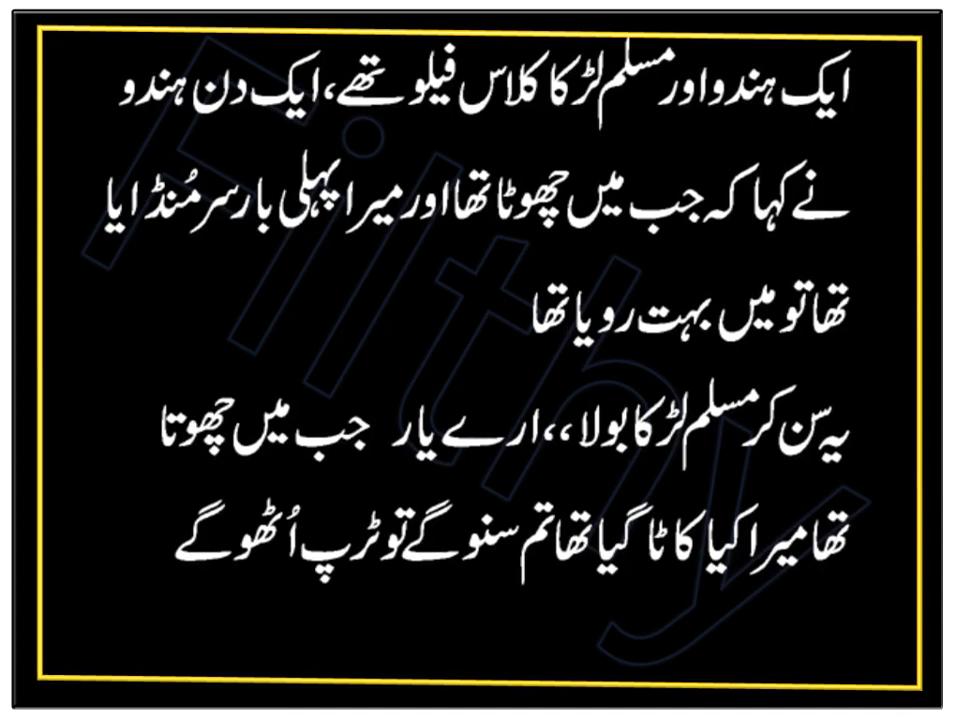 ایک ہندو اور مسلم لڑکا کلاس فیلو تھے، ایک دن ہندو
نے کہا کہ جب میں چھوٹا تھا اور میرا پہلی بار سر مُنڈایا
تھا تو میں بہت رویا تھا
یہ سن کر مسلم لڑکا بولا،، ارے یار جب میں چھوتا
تھا میرا کیا کاٹا گیا تھا تم سنو گے تو ٹرپ اُٹھو گے
Filthy